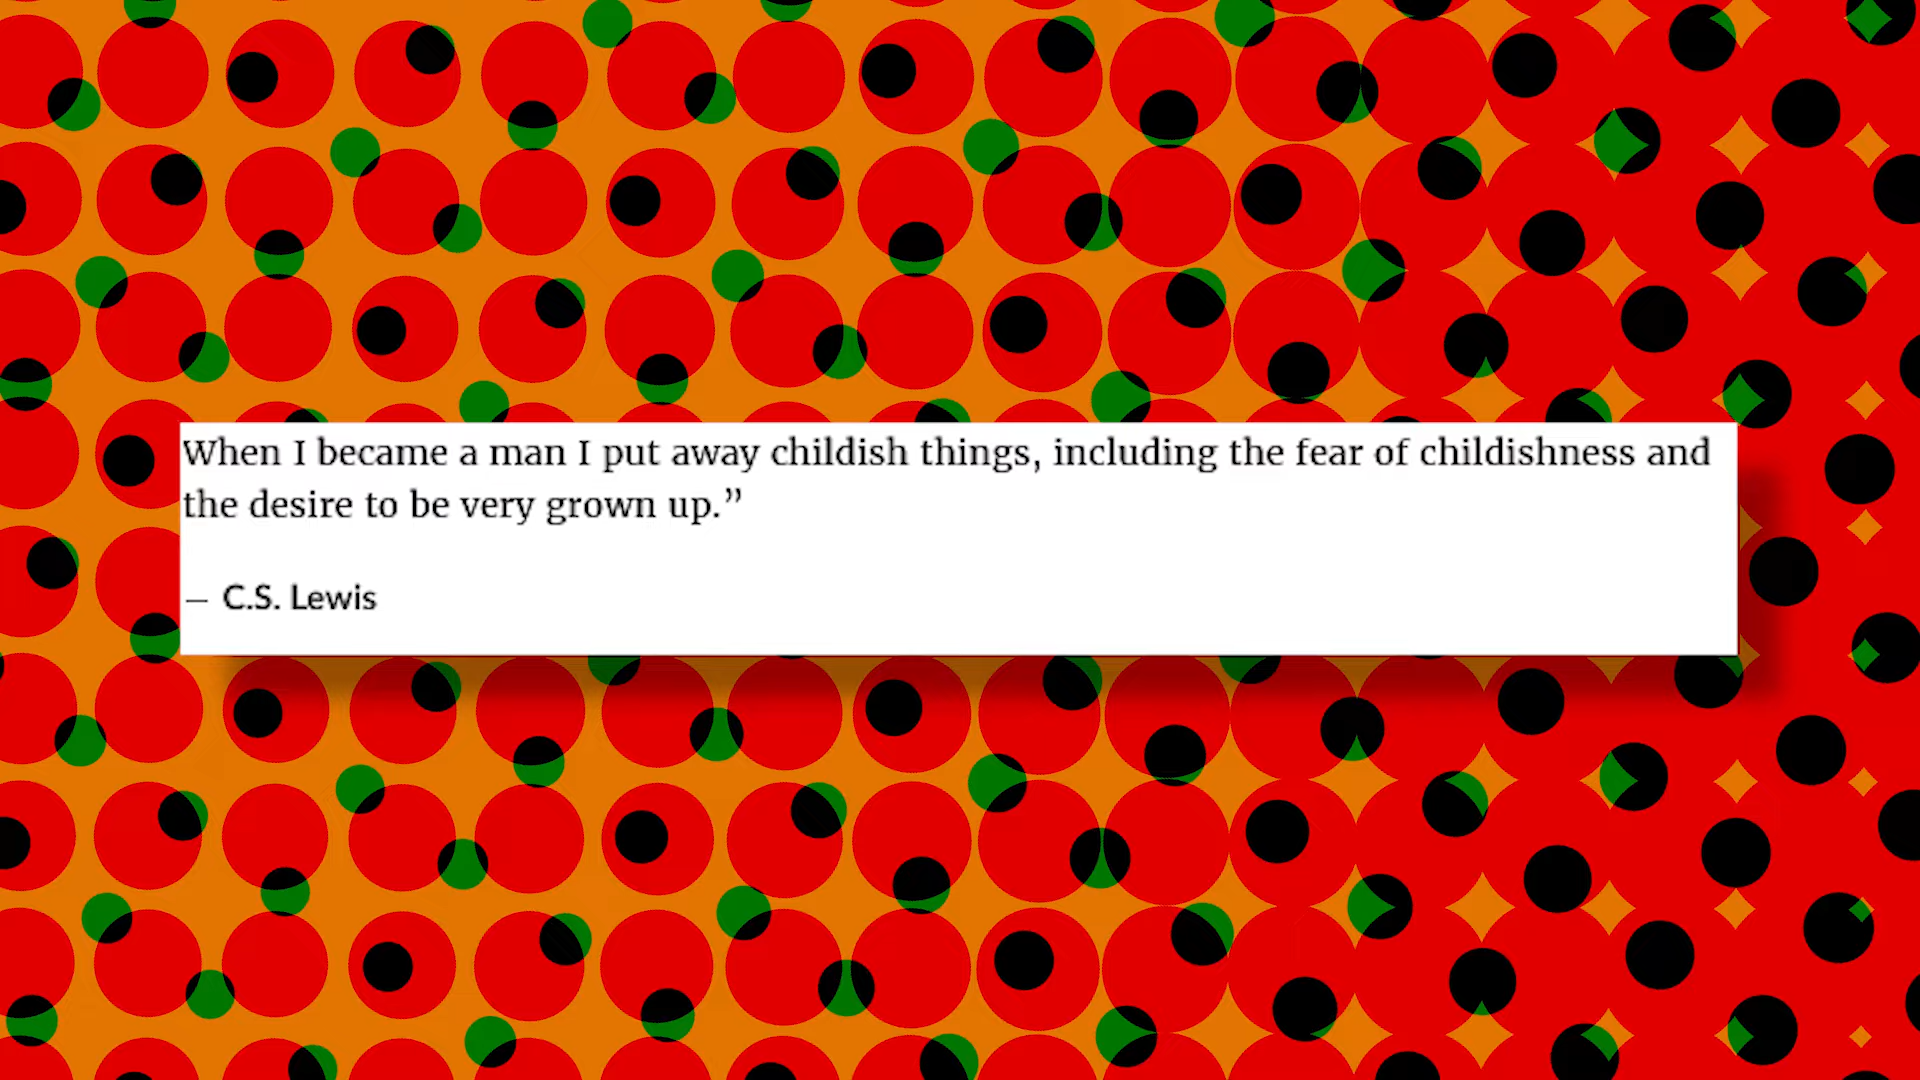 When I became a man I put away childish things, including the fear of childishness and
the desire to be very grown up.”
— C.S. Lewis